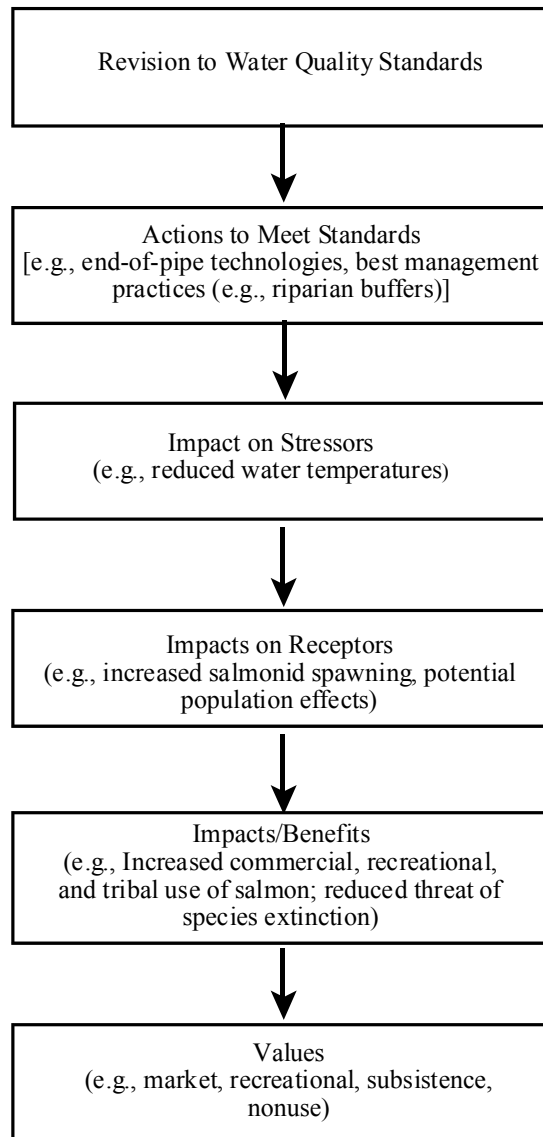 Revision to Water Quality Standards
Actions to Meet Standards
[e.g., end-of-pipe technologies, best management
practices (e.g., riparian buffers)]
Impact on Stressors
(e.g., reduced water temperatures)
Impacts on Receptors
(e.g., increased salmonid spawning, potential
population effects)
Impacts/Benefits
(e.g., Increased commercial, recreational,
and tribal use of salmon; reduced threat of
species extinction)
Values
(e.g., market, recreational, subsistence,
nonuse)